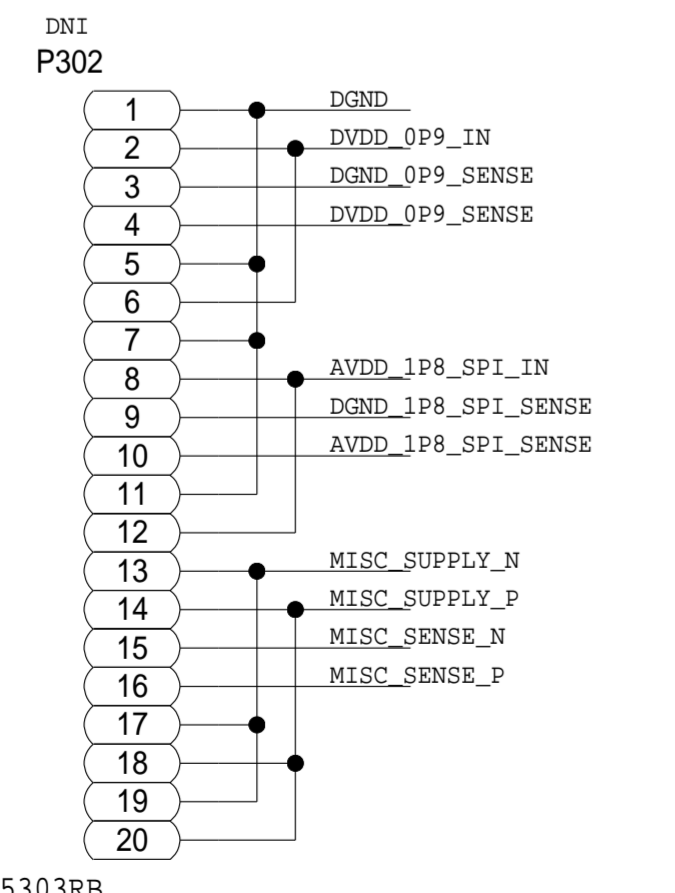 DNI
P302
1 DGND
2 DVDD_0P9_IN
3 DGND_0P9_SENSE
4 DVDD_0P9_SENSE
5
6
7
8 AVDD_1P8_SPI_IN
9 DGND_1P8_SPI_SENSE
10 AVDD_1P8_SPI_SENSE
11
12
13 MISC_SUPPLY_N
14 MISC_SUPPLY_P
15 MISC_SENSE_N
16 MISC_SENSE_P
17
18
19
20
5303RB